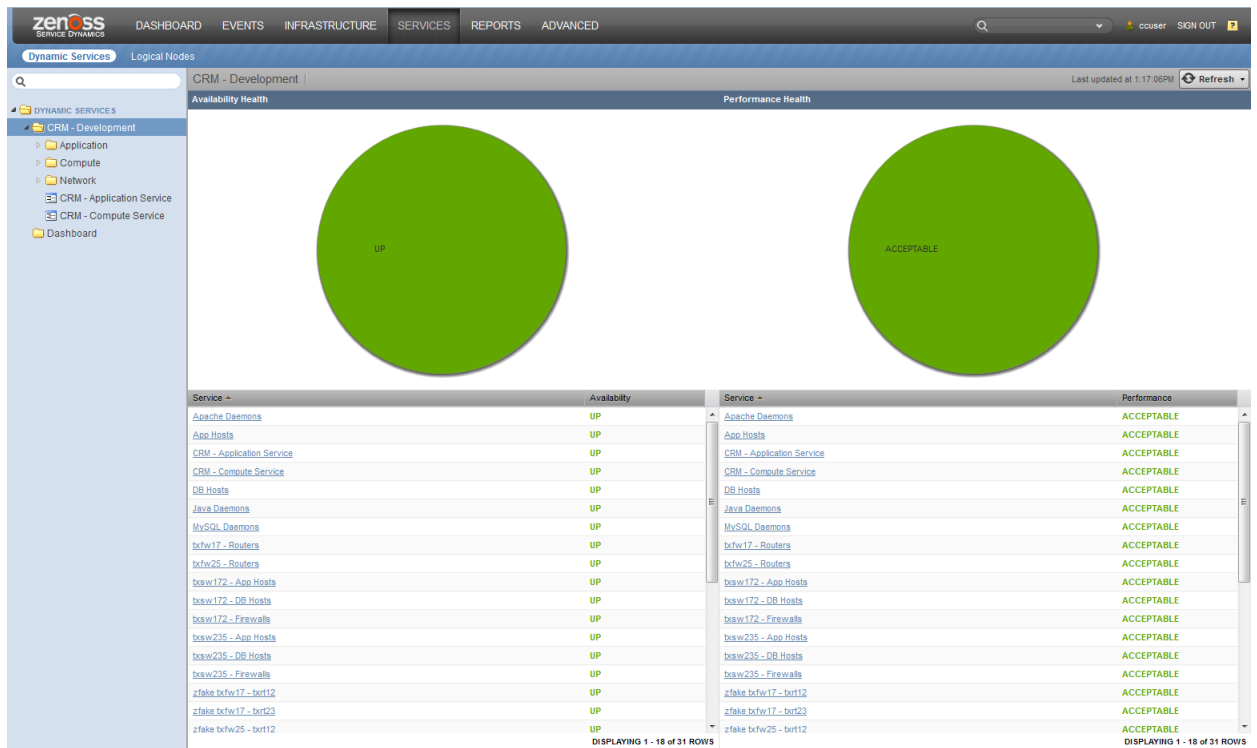 zenoss
SERVICE DYNAMICS
DASHBOARD EVENTS INFRASTRUCTURE SERVICES REPORTS ADVANCED
ccuser SIGN OUT ?
Dynamic Services Logical Nodes
CRM - Development
Last updated at 1:17:06PM Refresh
DYNAMIC SERVICES
CRM - Development
Application
Compute
Network
CRM - Application Service
CRM - Compute Service
Dashboard
Availability Health Performance Health
UP ACCEPTABLE
Service Availability Service Performance
Apache Daemons UP Apache Daemons ACCEPTABLE
App Hosts UP App Hosts ACCEPTABLE
CRM - Application Service UP CRM - Application Service ACCEPTABLE
CRM - Compute Service UP CRM - Compute Service ACCEPTABLE
DB Hosts UP DB Hosts ACCEPTABLE
Java Daemons UP Java Daemons ACCEPTABLE
MySQL Daemons UP MySQL Daemons ACCEPTABLE
txfw17 - Routers UP txfw17 - Routers ACCEPTABLE
txfw25 - Routers UP txfw25 - Routers ACCEPTABLE
txsw172 - App Hosts UP txsw172 - App Hosts ACCEPTABLE
txsw172 - DB Hosts UP txsw172 - DB Hosts ACCEPTABLE
txsw172 - Firewalls UP txsw172 - Firewalls ACCEPTABLE
txsw235 - App Hosts UP txsw235 - App Hosts ACCEPTABLE
txsw235 - DB Hosts UP txsw235 - DB Hosts ACCEPTABLE
txsw235 - Firewalls UP txsw235 - Firewalls ACCEPTABLE
zfake txfw17 - txrt12 UP zfake txfw17 - txrt12 ACCEPTABLE
zfake txfw17 - txrt23 UP zfake txfw17 - txrt23 ACCEPTABLE
zfake txfw25 - txrt12 UP zfake txfw25 - txrt12 ACCEPTABLE
DISPLAYING 1 - 18 of 31 ROWS DISPLAYING 1 - 18 of 31 ROWS